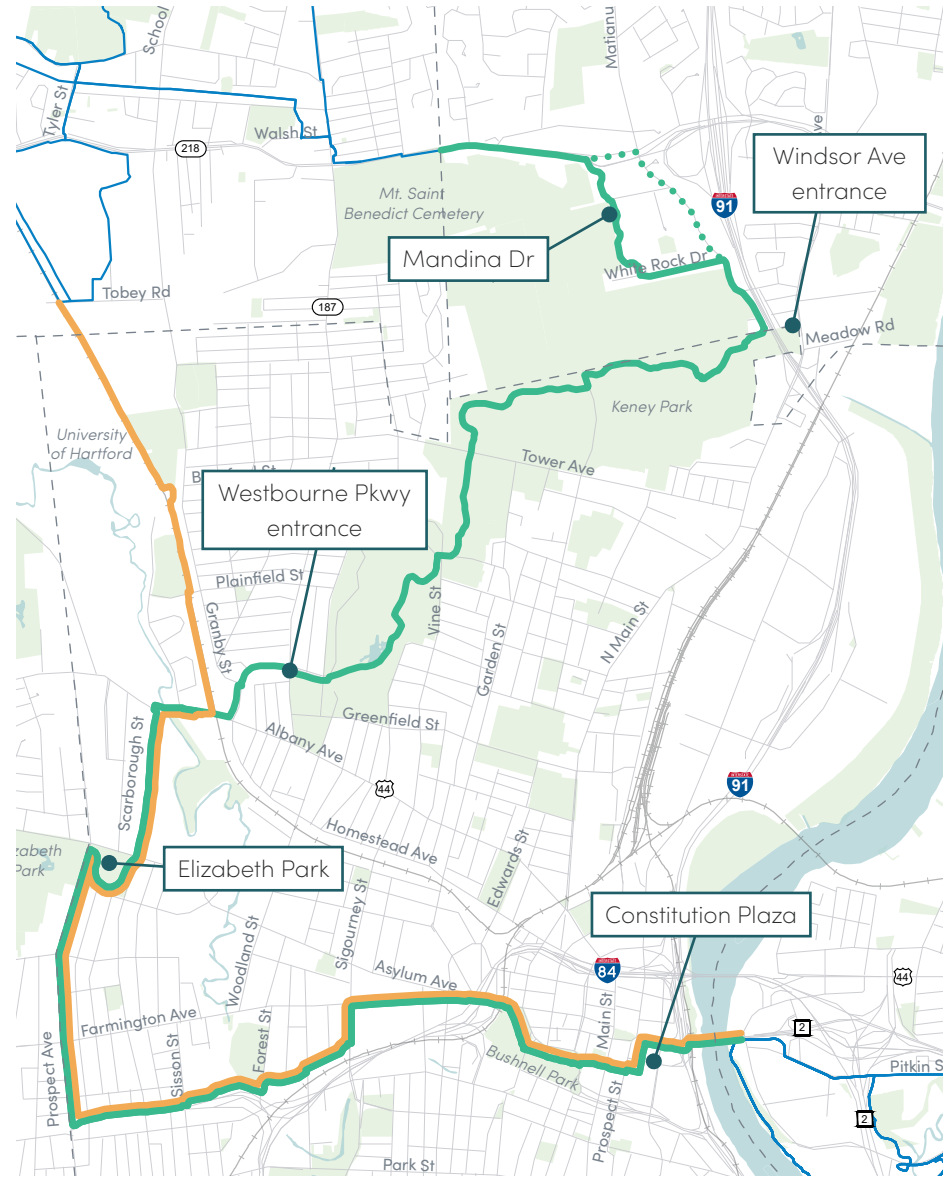 School
Matianu
Tyler St
Walsh St
218
Ave
Windsor Ave
entrance
Mt. Saint
Benedict Cemetery
INTERSTATE
91
Mandina Dr
White Rock Dr
Tobey Rd
187
Meadow Rd
Keney Park
University
of Hartford
Tower Ave
Westbourne Pkwy
entrance
Plainfield St
Granby St
Vine St
N Main St
Garden St
Greenfield St
Albany Ave
Scarborough St
44
91
Homestead Ave
zabeth
Park
Elizabeth Park
Edwards St
Sigourney St
Constitution Plaza
Woodland St
Asylum Ave
84
44
Main St
Farmington Ave
Forest St
2
Prospect Ave
Sisson St
Bushnell Park
Pitkin S
Prospect St
2
Park St